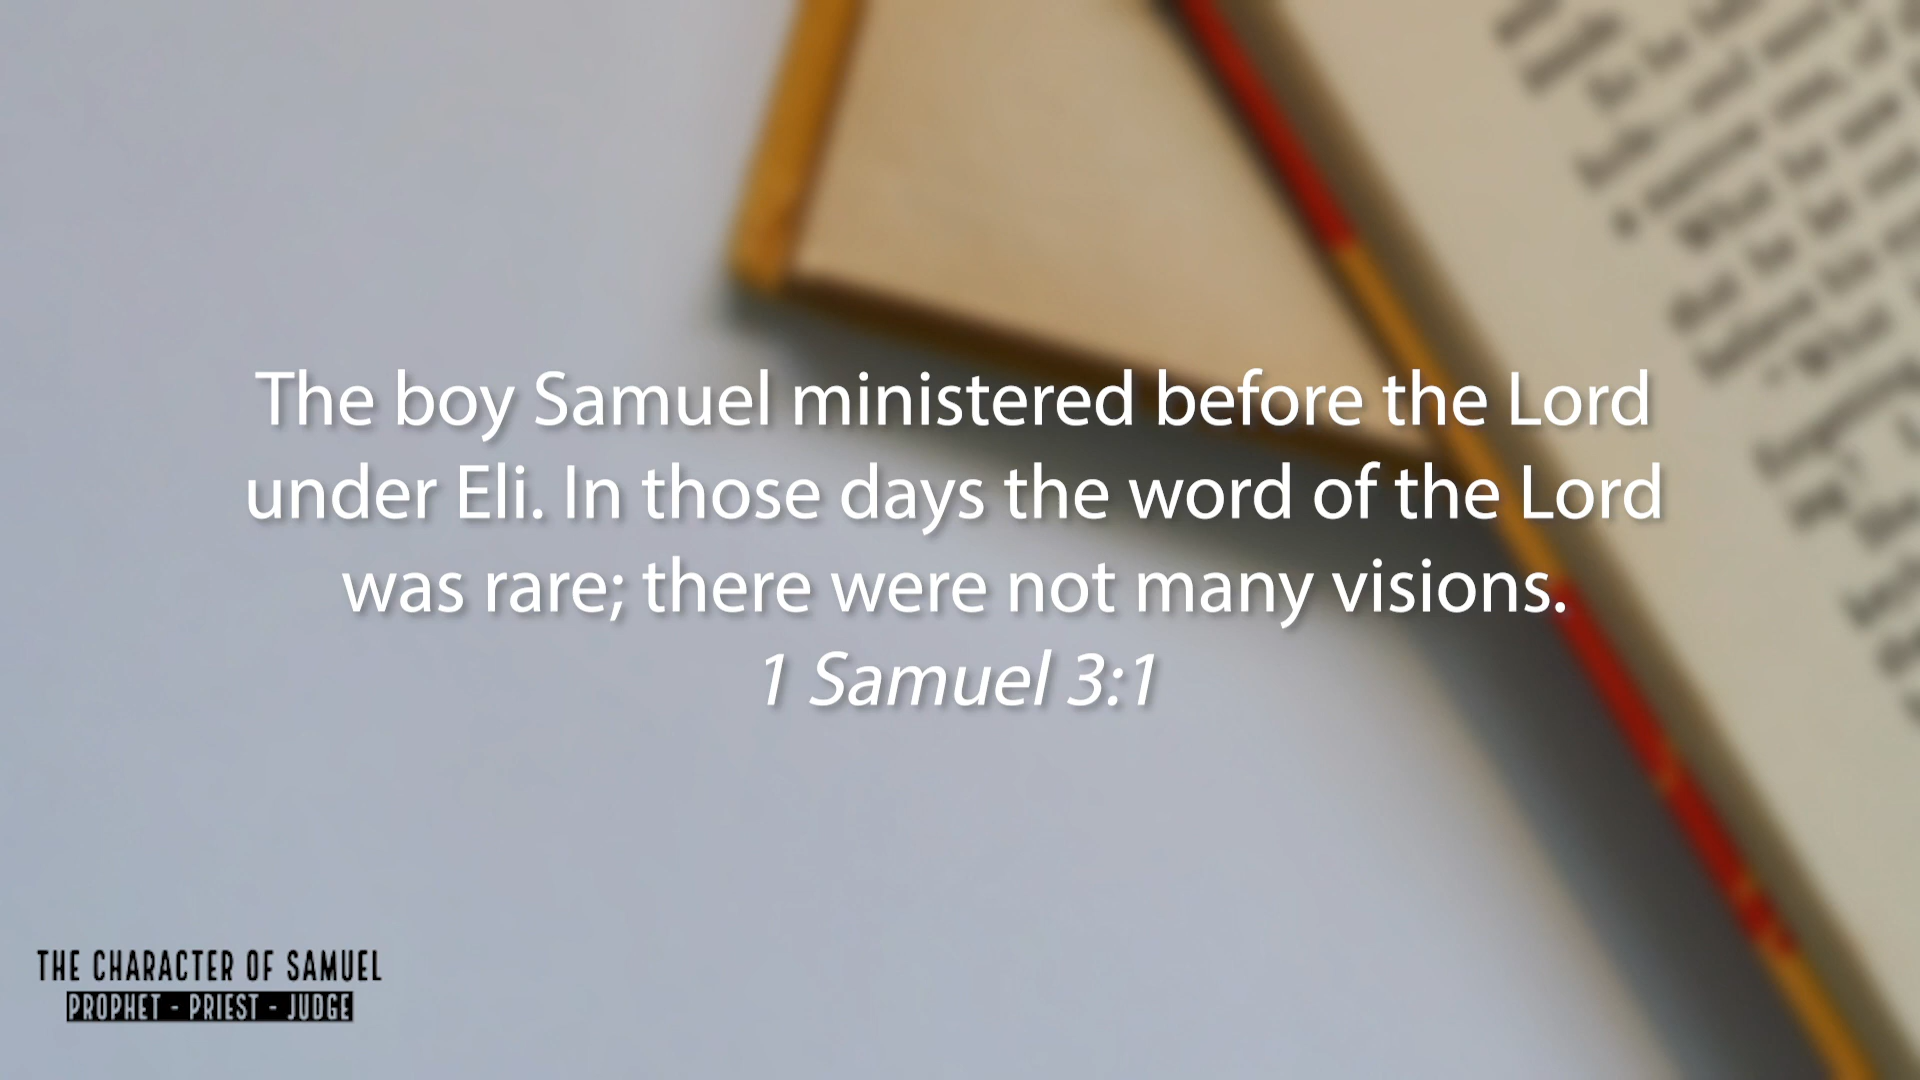 The boy Samuel ministered before the Lord
under Eli. In those days the word of the Lord
was rare; there were not many visions.
1 Samuel 3:1
THE CHARACTER OF SAMUEL
PROPHET - PRIEST - JUDGE